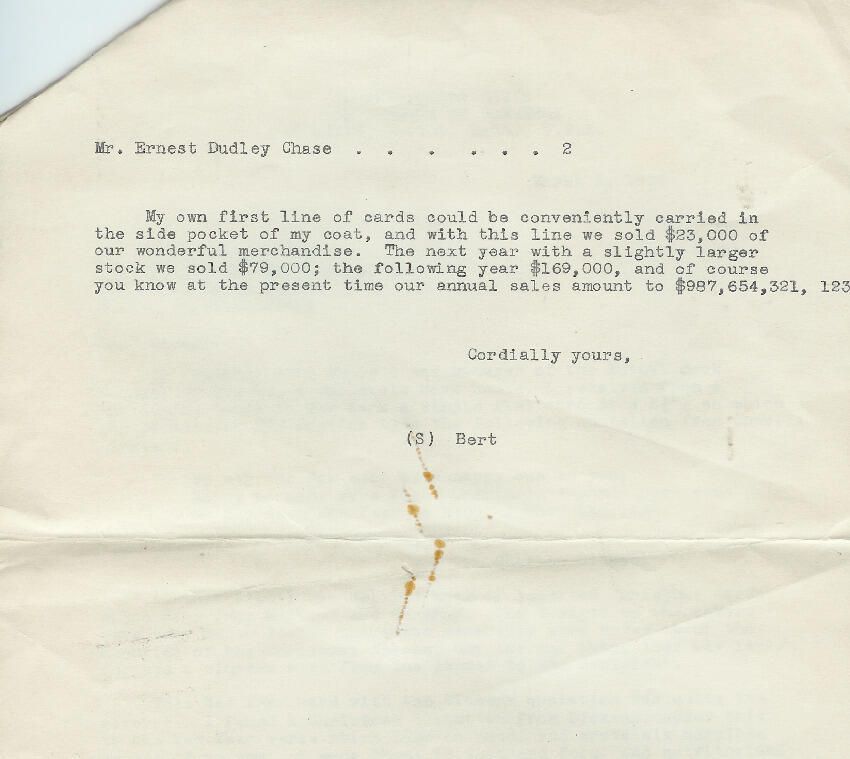 Mr. Ernest Dudley Chase . . . . . . 2
My own first line of cards could be conveniently carried in
the side pocket of my coat, and with this line we sold $23,000 of
our wonderful merchandise. The next year with a slightly larger
stock we sold $79,000; the following year $169,000, and of course
you know at the present time our annual sales amount to $987,654,321, 123
Cordially yours,
(S) Bert